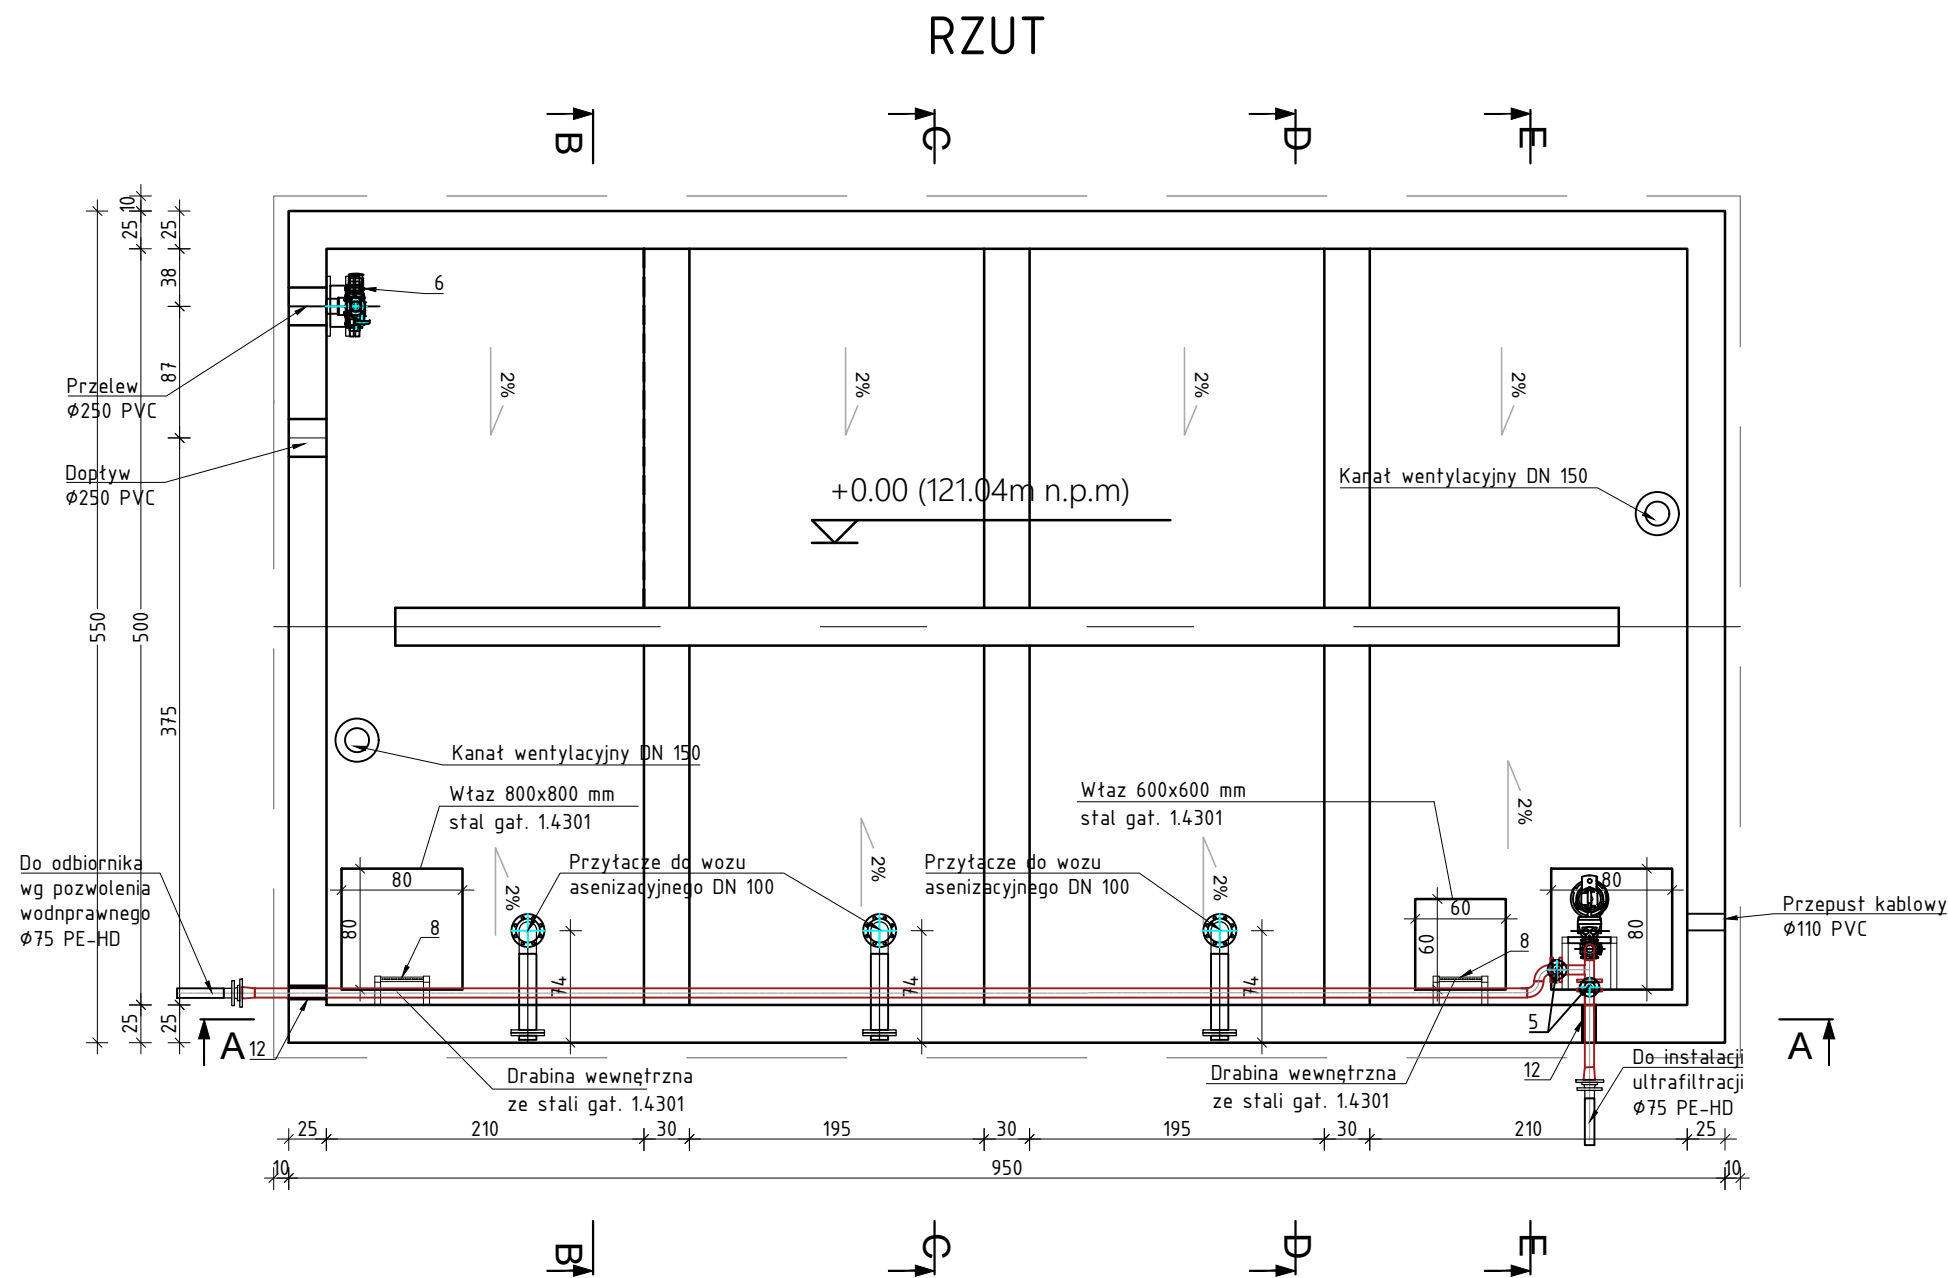 RZUT
B
C
D
E
10
25
25
38
6
87
2%
2%
2%
2%
Przelew
Ø250 PVC
Dopływ
Ø250 PVC
+0.00 (121.04m n.p.m)
Kanał wentylacyjny DN 150
550
500
375
Kanał wentylacyjny DN 150
Właz 800x800 mm
stal gat. 1.4301
Właz 600x600 mm
stal gat. 1.4301
2%
2%
2%
2%
Przyłacze do wozu
asenizacyjnego DN 100
Przyłacze do wozu
asenizacyjnego DN 100
Do odbiornika
wg pozwolenia
wodnprawnego
Ø75 PE-HD
80
80
8
60
60
8
80
80
Przepust kablowy
Ø110 PVC
74
74
74
25
25
5
A
12
A
12
Drabina wewnętrzna
ze stali gat. 1.4301
Drabina wewnętrzna
ze stali gat. 1.4301
Do instalacji
ultrafiltracji
Ø75 PE-HD
25
210
30
195
30
195
30
210
25
10
950
10
B
C
D
E